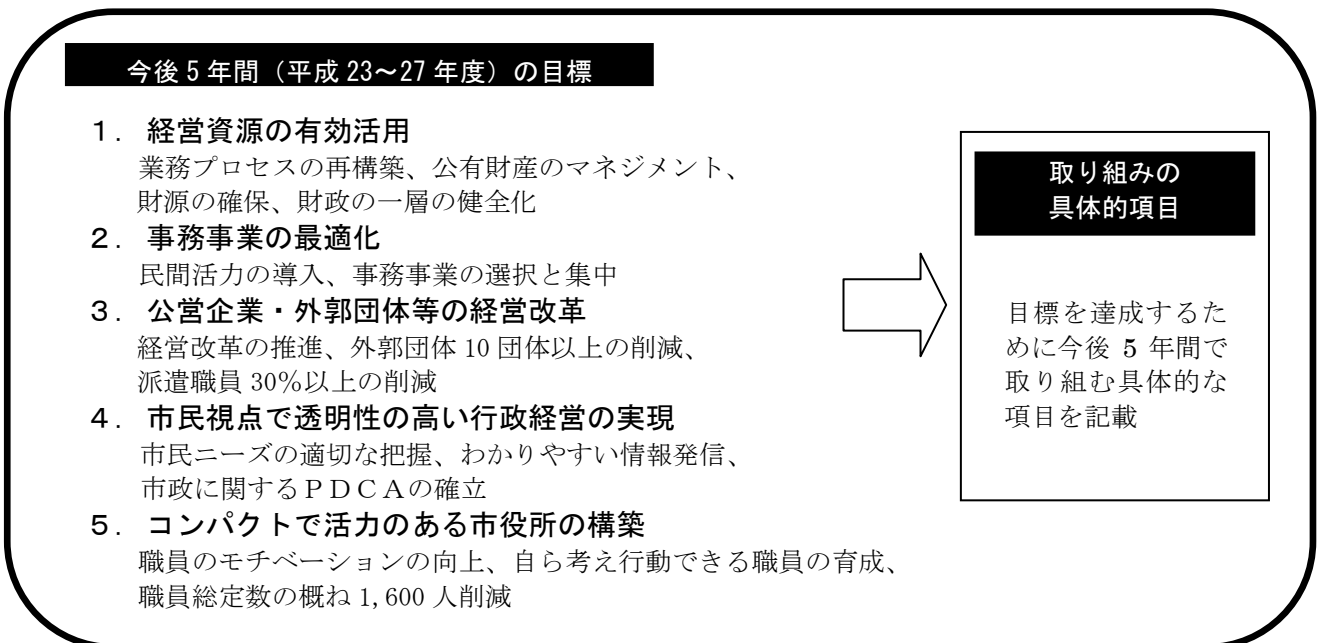 今後5年間（平成23～27年度）の目標
１．経営資源の有効活用
業務プロセスの再構築、公有財産のマネジメント、
財源の確保、財政の一層の健全化
２．事務事業の最適化
民間活力の導入、事務事業の選択と集中
３．公営企業・外郭団体等の経営改革
経営改革の推進、外郭団体10団体以上の削減、
派遣職員30％以上の削減
４．市民視点で透明性の高い行政経営の実現
市民ニーズの適切な把握、わかりやすい情報発信、
市政に関するＰＤＣＡの確立
５．コンパクトで活力のある市役所の構築
職員のモチベーションの向上、自ら考え行動できる職員の育成、
職員総定数の概ね1,600人削減
取り組みの
具体的項目
目標を達成するた
めに今後5年間で
取り組む具体的な
項目を記載